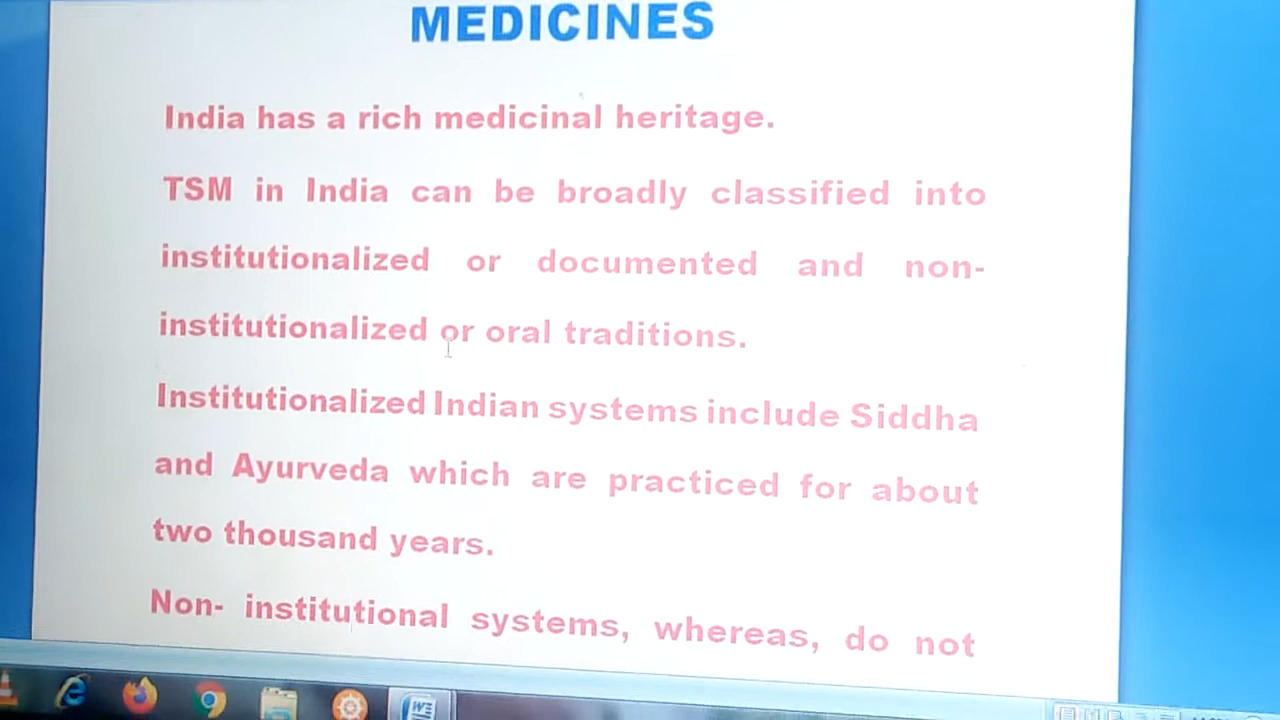 MEDICINES
India has a rich medicinal heritage.
TSM in India can be broadly classified into
institutionalized or documented and non-
institutionalized or oral traditions.
Institutionalized Indian systems include Siddha
and Ayurveda which are practiced for about
two thousand years.
Non- institutional systems, whereas, do not